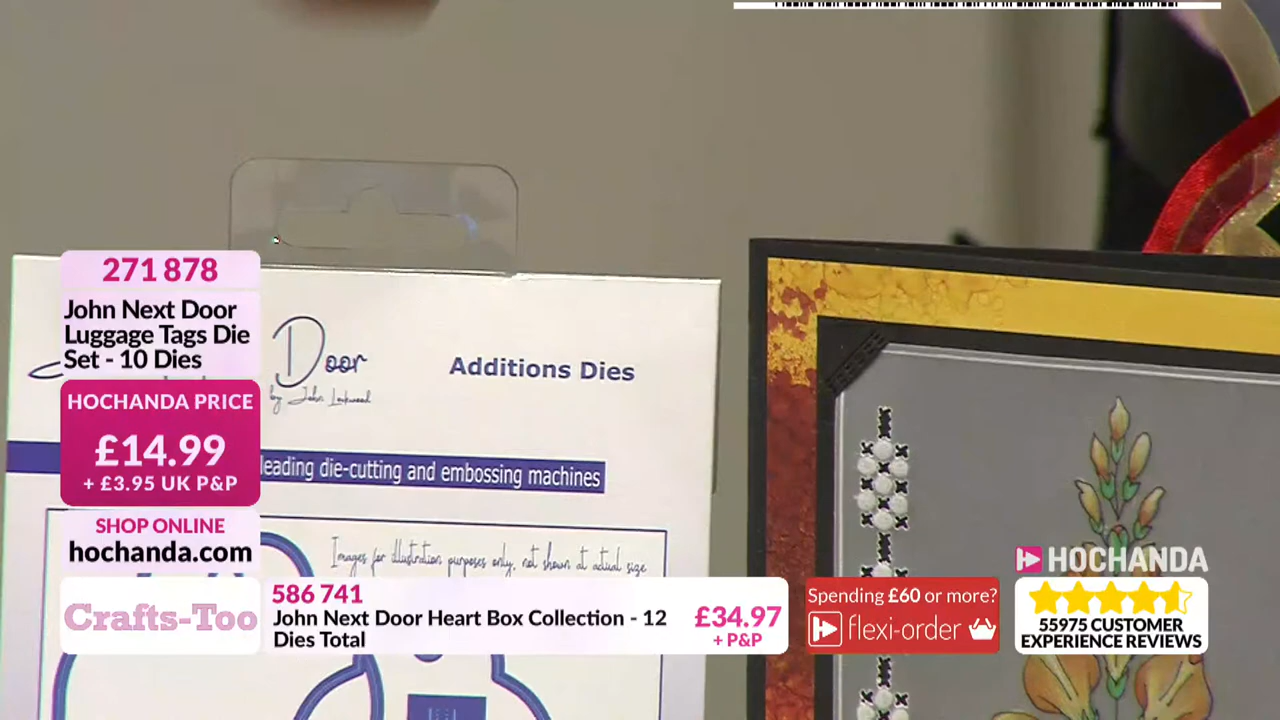 271 878
John Next Door
Luggage Tags Die
Set - 10 Dies
HOCHANDA PRICE
£14.99
+ £3.95 UK P&P
SHOP ONLINE
hochanda.com
Door
by John Lockwood
Additions Dies
leading die-cutting and embossing machines
Images for illustration purposes only, not shown at actual size
Crafts-Too
586 741
John Next Door Heart Box Collection - 12
Dies Total
£34.97
+ P&P
Spending £60 or more?
flexi-order
HOCHANDA
55975 CUSTOMER
EXPERIENCE REVIEWS